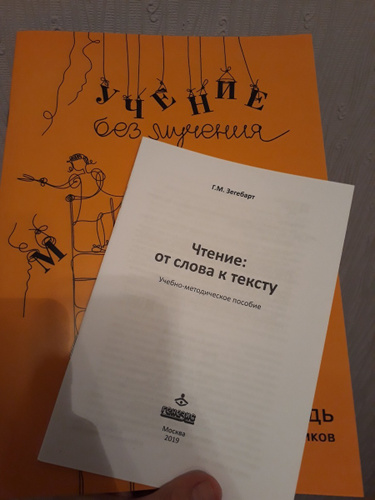 УЧЕНИЕ
без мучения
М
Г.М. Зегебарт
Чтение:
от слова к тексту
Учебно-методическое пособие
Москва
2019